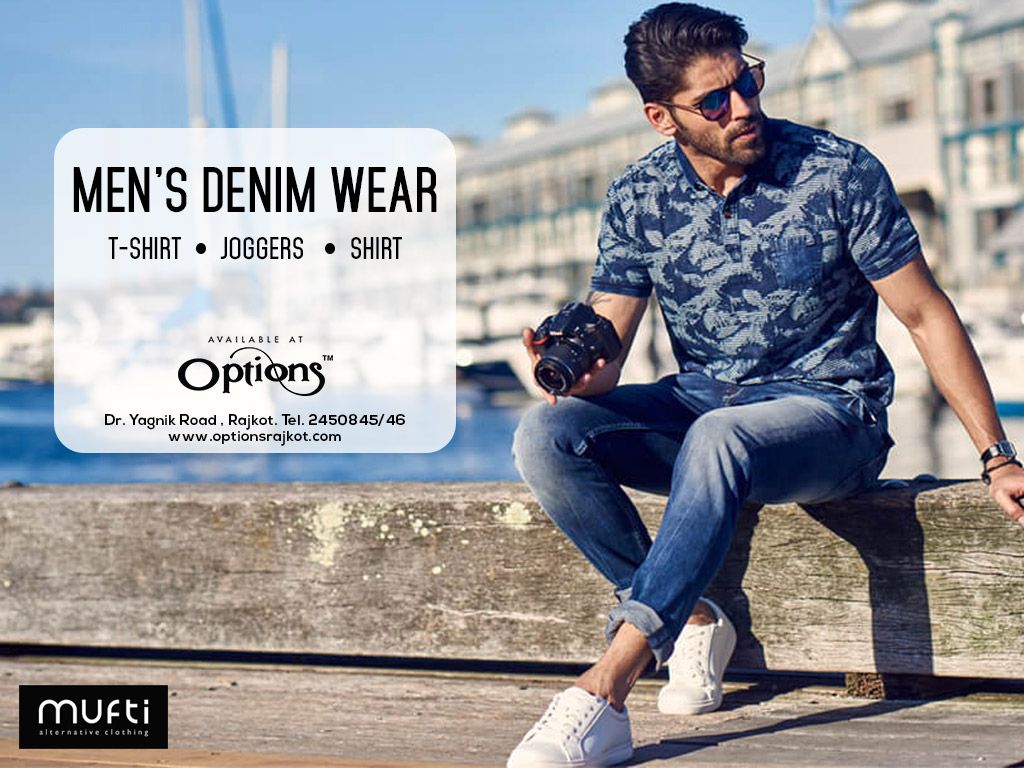 MEN'S DENIM WEAR
T-SHIRT • JOGGERS • SHIRT
AVAILABLE AT
Options™
Dr. Yagnik Road , Rajkot. Tel. 2450845/46
www.optionsrajkot.com
mufti
alternative clothing